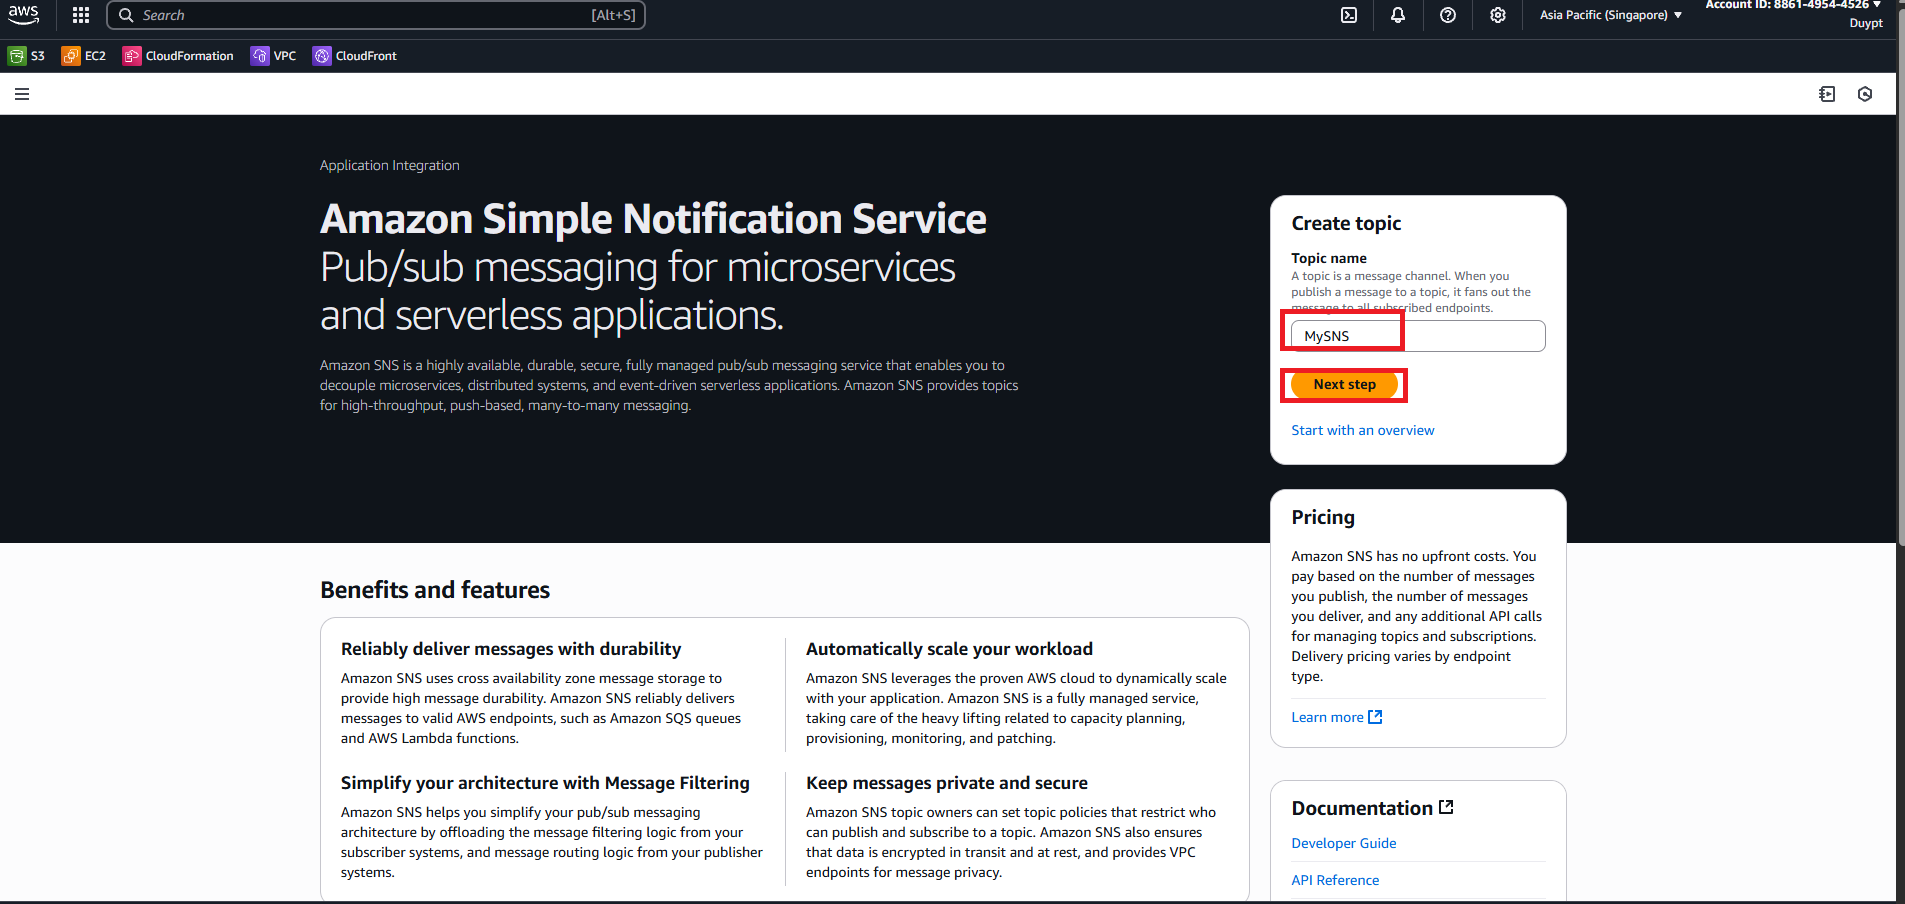 aws
Search
[Alt+S]
Asia Pacific (Singapore)
Account ID: 8861-4954-4526
Duypt
S3
EC2
CloudFormation
VPC
CloudFront
Application Integration
Amazon Simple Notification Service
Pub/sub messaging for microservices
and serverless applications.
Amazon SNS is a highly available, durable, secure, fully managed pub/sub messaging service that enables you to
decouple microservices, distributed systems, and event-driven serverless applications. Amazon SNS provides topics
for high-throughput, push-based, many-to-many messaging.
Create topic
Topic name
A topic is a message channel. When you
publish a message to a topic, it fans out the
message to all subscribed endpoints.
MySNS
Next step
Start with an overview
Pricing
Amazon SNS has no upfront costs. You
pay based on the number of messages
you publish, the number of messages
you deliver, and any additional API calls
for managing topics and subscriptions.
Delivery pricing varies by endpoint
type.
Learn more
Benefits and features
Reliably deliver messages with durability
Amazon SNS uses cross availability zone message storage to
provide high message durability. Amazon SNS reliably delivers
messages to valid AWS endpoints, such as Amazon SQS queues
and AWS Lambda functions.
Automatically scale your workload
Amazon SNS leverages the proven AWS cloud to dynamically scale
with your application. Amazon SNS is a fully managed service,
taking care of the heavy lifting related to capacity planning,
provisioning, monitoring, and patching.
Simplify your architecture with Message Filtering
Amazon SNS helps you simplify your pub/sub messaging
architecture by offloading the message filtering logic from your
subscriber systems, and message routing logic from your publisher
systems.
Keep messages private and secure
Amazon SNS topic owners can set topic policies that restrict who
can publish and subscribe to a topic. Amazon SNS also ensures
that data is encrypted in transit and at rest, and provides VPC
endpoints for message privacy.
Documentation
Developer Guide
API Reference